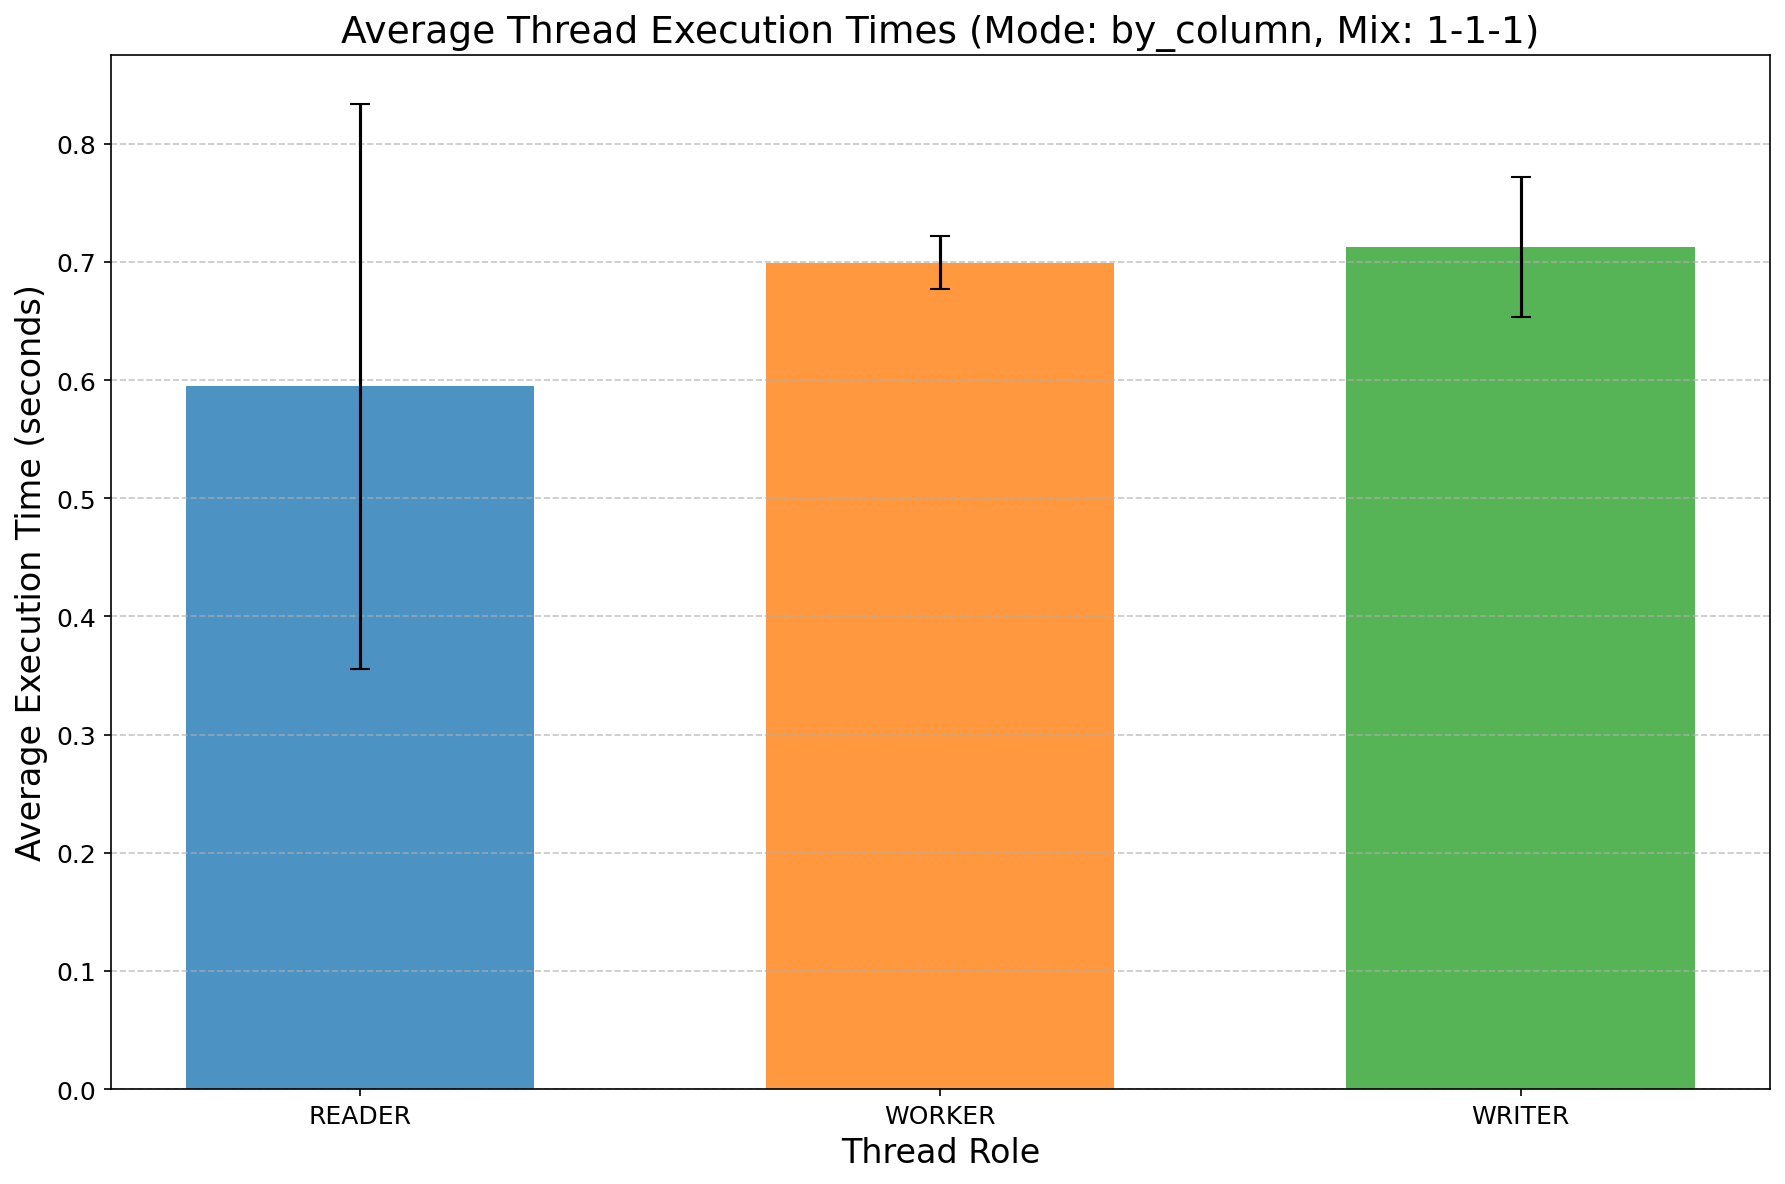 Average Thread Execution Times (Mode: by_column, Mix: 1-1-1)
Average Execution Time (seconds)
0.8
0.7
0.6
0.5
0.4
0.3
0.2
0.1
0.0
READER
WORKER
WRITER
Thread Role